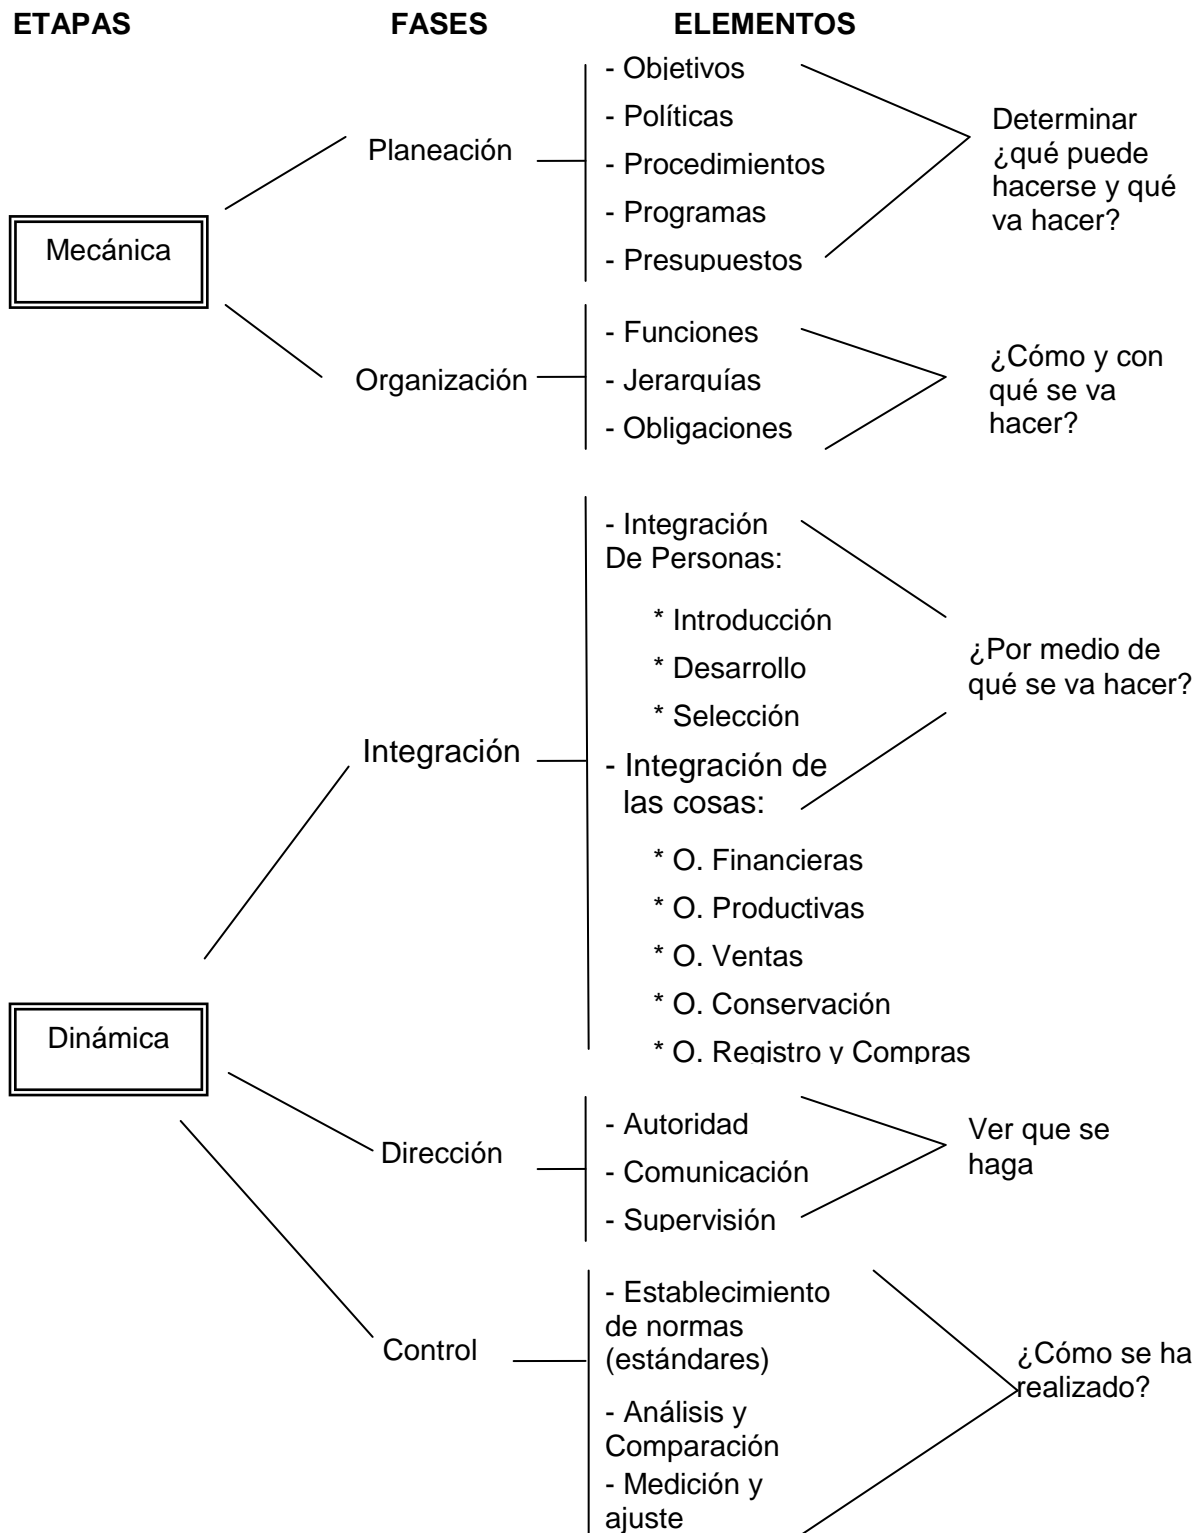 ETAPAS FASES ELEMENTOS
- Objetivos
- Políticas
- Procedimientos
- Programas
- Presupuestos
Planeación
Determinar
¿qué puede
hacerse y qué
va hacer?
Mecánica
- Funciones
- Jerarquías
- Obligaciones
Organización
¿Cómo y con
qué se va
hacer?
- Integración
De Personas:
* Introducción
* Desarrollo
* Selección
Integración
- Integración de
las cosas:
* O. Financieras
* O. Productivas
* O. Ventas
* O. Conservación
* O. Registro y Compras
¿Por medio de
qué se va hacer?
Dinámica
- Autoridad
- Comunicación
- Supervisión
Dirección
Ver que se
haga
- Establecimiento
de normas
(estándares)
- Análisis y
Comparación
- Medición y
ajuste
Control
¿Cómo se ha
realizado?